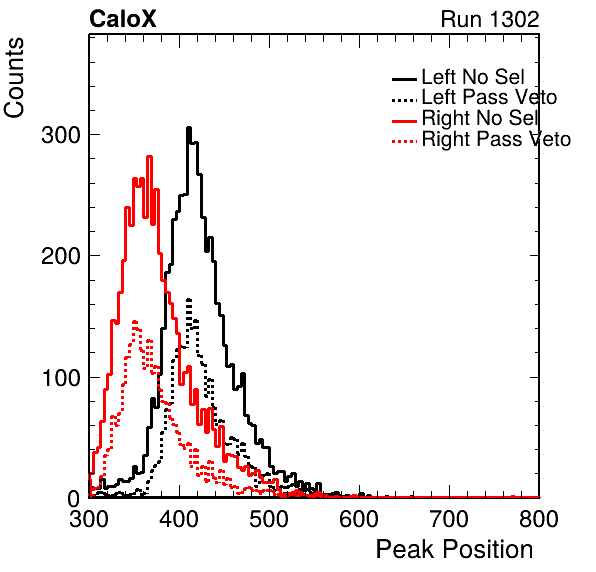 CaloX Run 1302
Counts
Left No Sel
Left Pass Veto
Right No Sel
Right Pass Veto
300
200
100
0
300 400 500 600 700 800
Peak Position